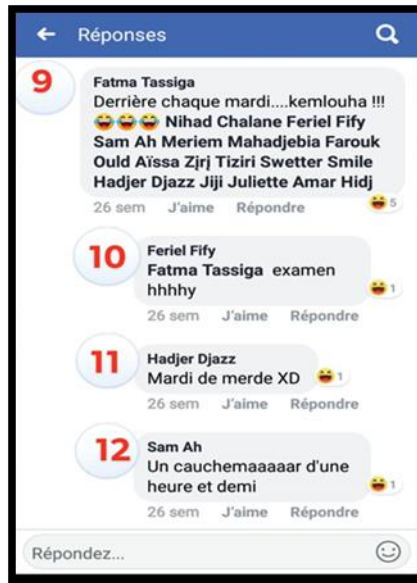 Réponses
9
Fatma Tassiga
Derrière chaque mardi....kemlouha !!!
😂😂😂 Nihad Chalane Feriel Fify
Sam Ah Meriem Mahadjebia Farouk
Ould Aïssa Zjrj Tiziri Swetter Smile
Hadjer Djazz Jiji Juliette Amar Hidj
5
26 sem J'aime Répondre
10
Feriel Fify
Fatma Tassiga examen
hhhhy
1
26 sem J'aime Répondre
11
Hadjer Djazz
Mardi de merde XD
1
26 sem J'aime Répondre
12
Sam Ah
Un cauchemaaaaar d'une
heure et demi
1
26 sem J'aime Répondre
Répondez...